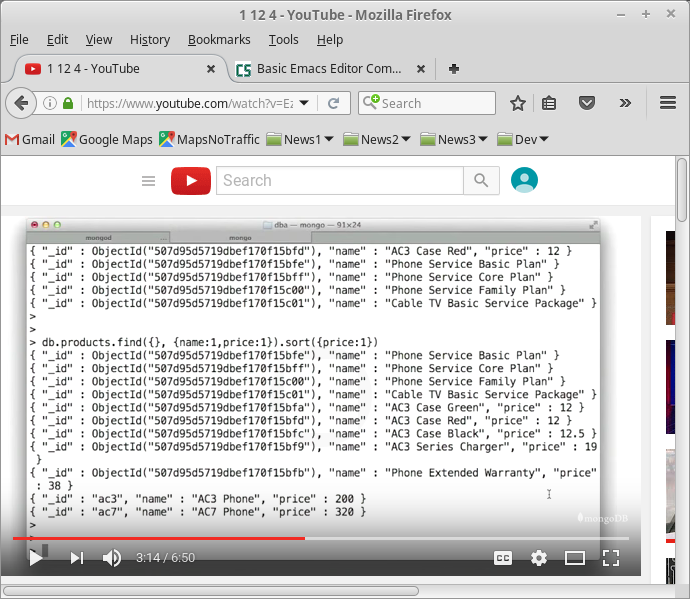 1 12 4 - YouTube - Mozilla Firefox
File Edit View History Bookmarks Tools Help
1 12 4 - YouTube
Basic Emacs Editor Com...
https://www.youtube.com/watch?v=Ez
Search
Gmail Google Maps MapsNoTraffic News1 News2 News3 Dev
Search
dba — mongo — 91×24
mongod mongo
{ "_id" : ObjectId("507d95d5719dbef170f15bfd"), "name" : "AC3 Case Red", "price" : 12 }
{ "_id" : ObjectId("507d95d5719dbef170f15bfe"), "name" : "Phone Service Basic Plan" }
{ "_id" : ObjectId("507d95d5719dbef170f15bff"), "name" : "Phone Service Core Plan" }
{ "_id" : ObjectId("507d95d5719dbef170f15c00"), "name" : "Phone Service Family Plan" }
{ "_id" : ObjectId("507d95d5719dbef170f15c01"), "name" : "Cable TV Basic Service Package" }
>
>
> db.products.find({}, {name:1,price:1}).sort({price:1})
{ "_id" : ObjectId("507d95d5719dbef170f15bfe"), "name" : "Phone Service Basic Plan" }
{ "_id" : ObjectId("507d95d5719dbef170f15bff"), "name" : "Phone Service Core Plan" }
{ "_id" : ObjectId("507d95d5719dbef170f15c00"), "name" : "Phone Service Family Plan" }
{ "_id" : ObjectId("507d95d5719dbef170f15c01"), "name" : "Cable TV Basic Service Package" }
{ "_id" : ObjectId("507d95d5719dbef170f15bfa"), "name" : "AC3 Case Green", "price" : 12 }
{ "_id" : ObjectId("507d95d5719dbef170f15bfd"), "name" : "AC3 Case Red", "price" : 12 }
{ "_id" : ObjectId("507d95d5719dbef170f15bfc"), "name" : "AC3 Case Black", "price" : 12.5 }
{ "_id" : ObjectId("507d95d5719dbef170f15bf9"), "name" : "AC3 Series Charger", "price" : 19
}
{ "_id" : ObjectId("507d95d5719dbef170f15bfb"), "name" : "Phone Extended Warranty", "price"
: 38 }
{ "_id" : "ac3", "name" : "AC3 Phone", "price" : 200 }
{ "_id" : "ac7", "name" : "AC7 Phone", "price" : 320 }
>
>
>
mongoDB
3:14 / 6:50
CC